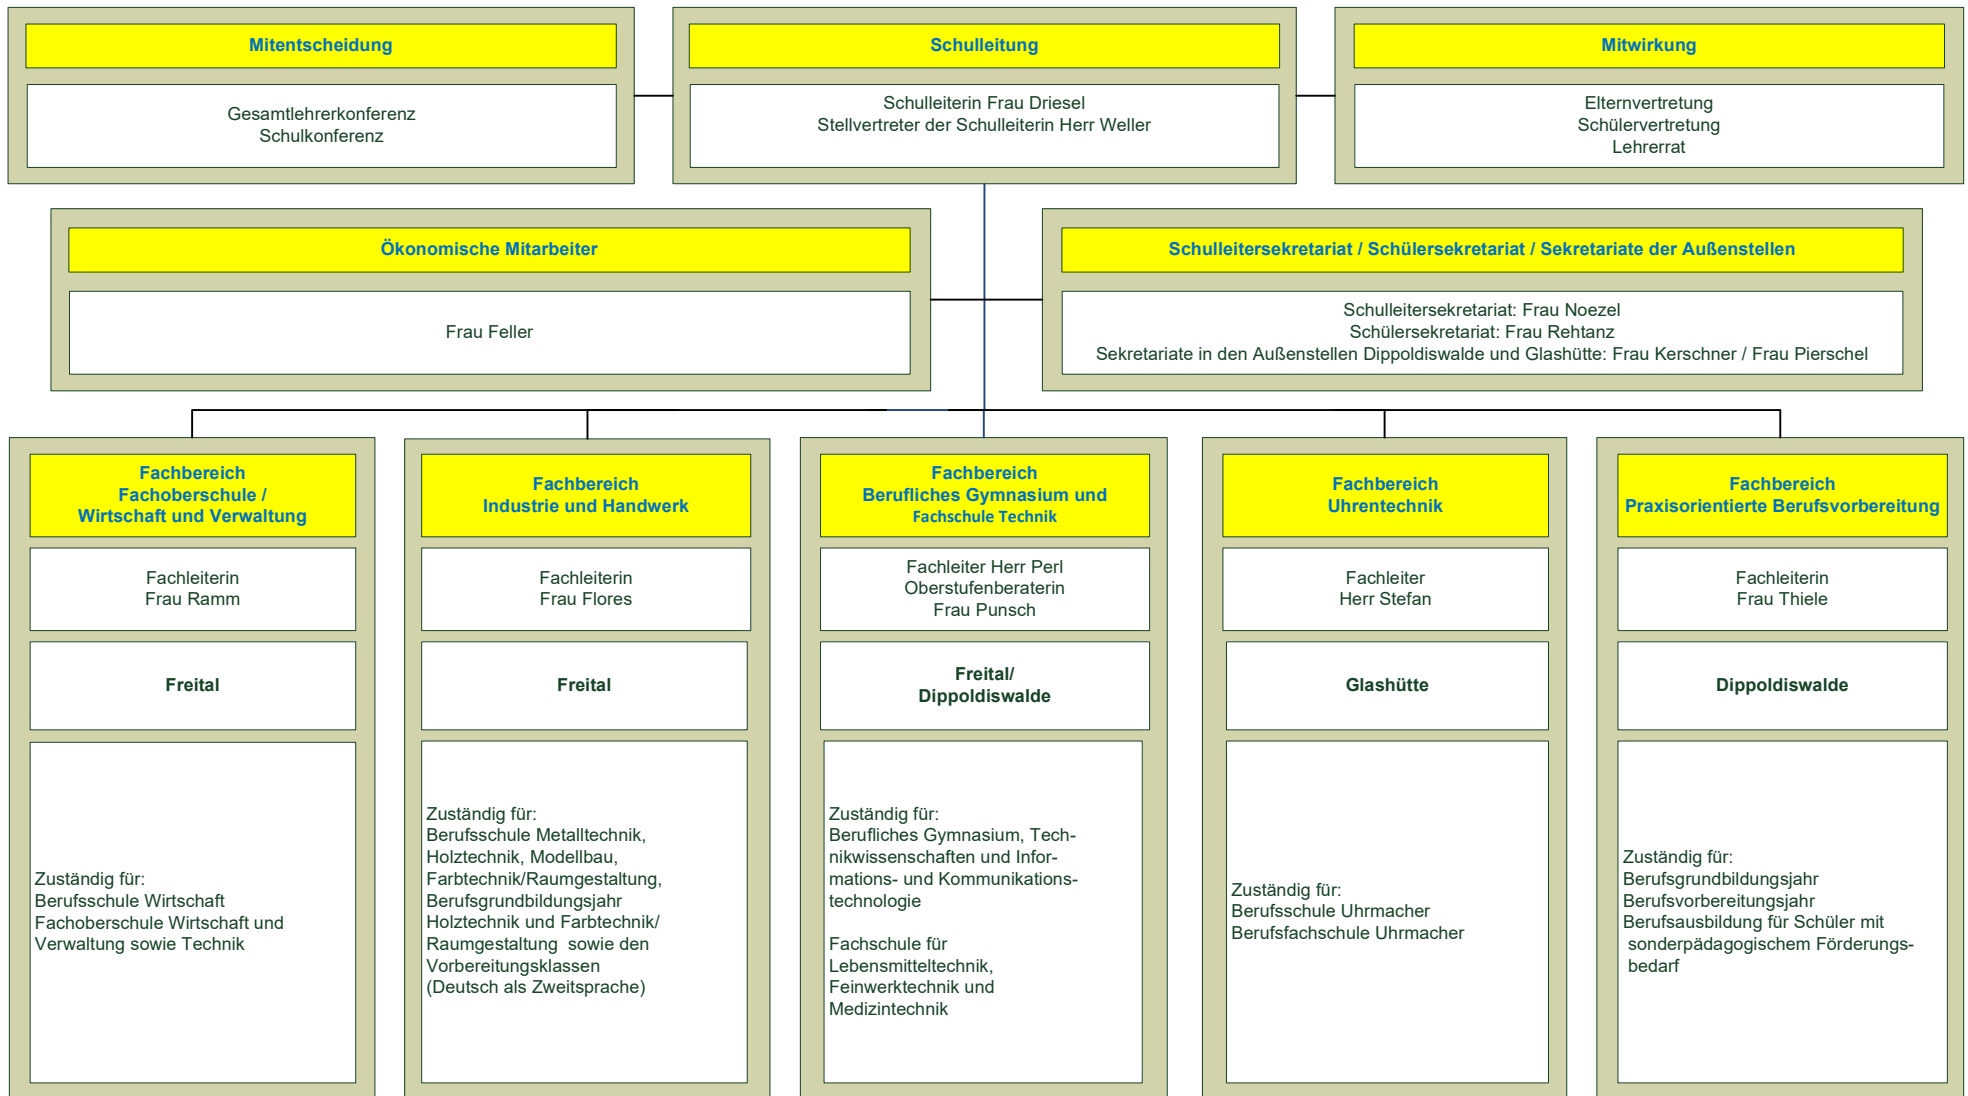 Mitentscheidung
Gesamtlehrerkonferenz
Schulkonferenz
Schulleitung
Schulleiterin Frau Driesel
Stellvertreter der Schulleiterin Herr Weller
Mitwirkung
Elternvertretung
Schülervertretung
Lehrerrat
Ökonomische Mitarbeiter
Frau Feller
Schulleitersekretariat / Schülersekretariat / Sekretariate der Außenstellen
Schulleitersekretariat: Frau Noezel
Schülersekretariat: Frau Rehtanz
Sekretariate in den Außenstellen Dippoldiswalde und Glashütte: Frau Kerschner / Frau Pierschel
Fachbereich
Fachoberschule /
Wirtschaft und Verwaltung
Fachleiterin
Frau Ramm
Freital
Zuständig für:
Berufsschule Wirtschaft
Fachoberschule Wirtschaft und
Verwaltung sowie Technik
Fachbereich
Industrie und Handwerk
Fachleiterin
Frau Flores
Freital
Zuständig für:
Berufsschule Metalltechnik,
Holztechnik, Modellbau,
Farbtechnik/Raumgestaltung,
Berufsgrundbildungsjahr
Holztechnik und Farbtechnik/
Raumgestaltung sowie den
Vorbereitungsklassen
(Deutsch als Zweitsprache)
Fachbereich
Berufliches Gymnasium und
Fachschule Technik
Fachleiter Herr Perl
Oberstufenberaterin
Frau Punsch
Freital/
Dippoldiswalde
Zuständig für:
Berufliches Gymnasium, Tech-
nikwissenschaften und Infor-
mations- und Kommunikations-
technologie
Fachschule für
Lebensmitteltechnik,
Feinwerktechnik und
Medizintechnik
Fachbereich
Uhrentechnik
Fachleiter
Herr Stefan
Glashütte
Zuständig für:
Berufsschule Uhrmacher
Berufsfachschule Uhrmacher
Fachbereich
Praxisorientierte Berufsvorbereitung
Fachleiterin
Frau Thiele
Dippoldiswalde
Zuständig für:
Berufsgrundbildungsjahr
Berufsvorbereitungsjahr
Berufsausbildung für Schüler mit
sonderpädagogischem Förderungs-
bedarf